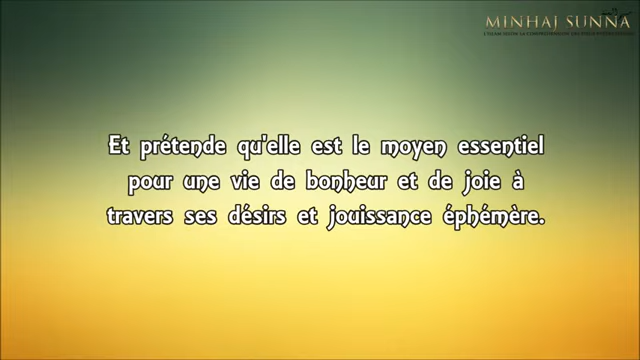 MINHAJ SUNNA
Et prétende qu'elle est le moyen essentiel
pour une vie de bonheur et de joie à
travers ses désirs et jouissance éphémère.